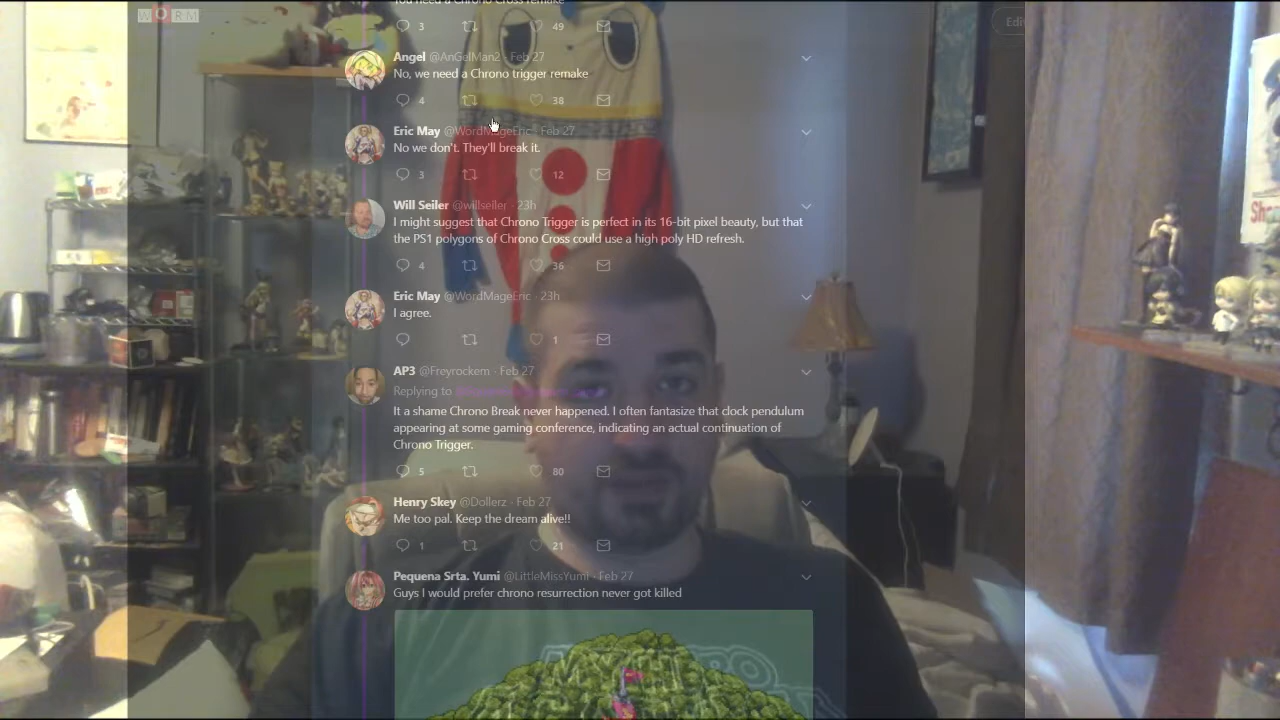 WORM
You need a Chrono Cross remake
3 49
Edi
Angel @AnGelMan2 · Feb 27
No, we need a Chrono trigger remake
4 38
Eric May @WordMageEric · Feb 27
No we don't. They'll break it.
3 12
Will Seiler @willseiler · 23h
I might suggest that Chrono Trigger is perfect in its 16-bit pixel beauty, but that
the PS1 polygons of Chrono Cross could use a high poly HD refresh.
4 36
Eric May @WordMageEric · 23h
I agree.
1
AP3 @Freyrockem · Feb 27
Replying to
It a shame Chrono Break never happened. I often fantasize that clock pendulum
appearing at some gaming conference, indicating an actual continuation of
Chrono Trigger.
5 80
Henry Skey @Dollerz · Feb 27
Me too pal. Keep the dream alive!!
1 21
Pequena Srta. Yumi @LittleMissYumi · Feb 27
Guys I would prefer chrono resurrection never got killed
MY HERO